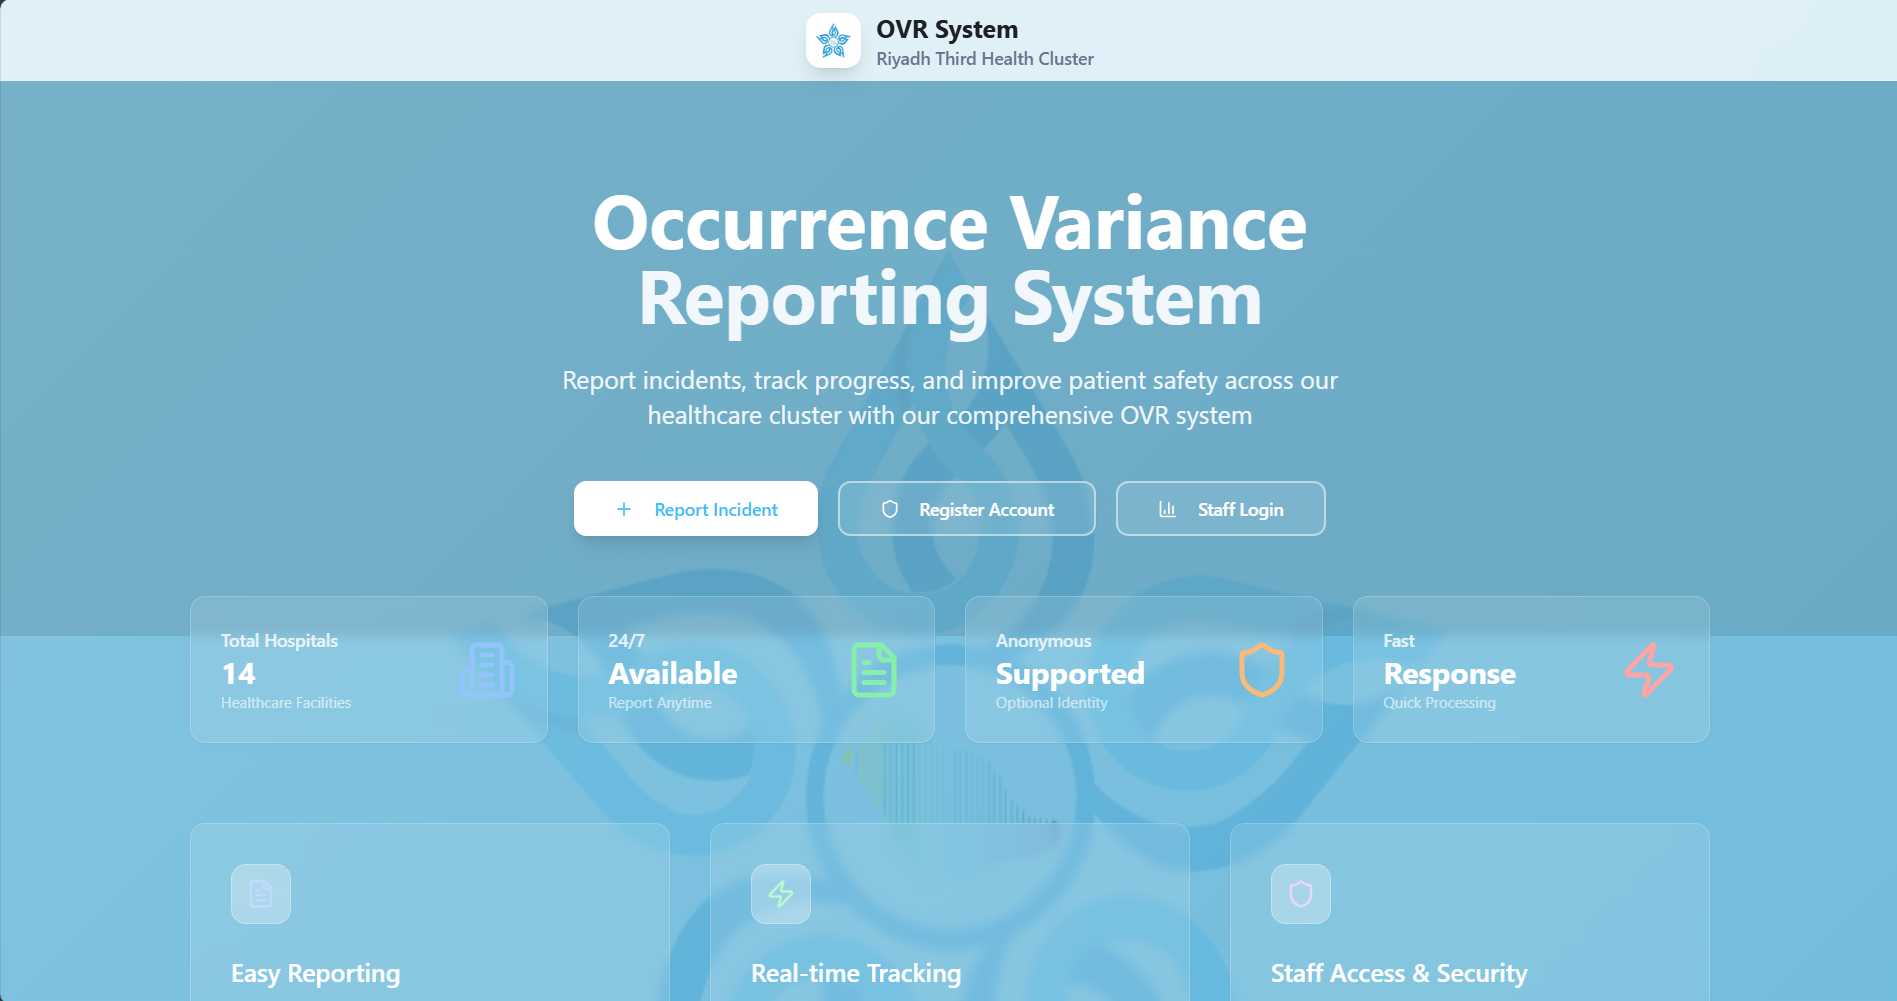 OVR System
Riyadh Third Health Cluster
Occurrence Variance
Reporting System
Report incidents, track progress, and improve patient safety across our
healthcare cluster with our comprehensive OVR system
Report Incident
Register Account
Staff Login
Total Hospitals
14
Healthcare Facilities
24/7
Available
Report Anytime
Anonymous
Supported
Optional Identity
Fast
Response
Quick Processing
Easy Reporting
Real-time Tracking
Staff Access & Security